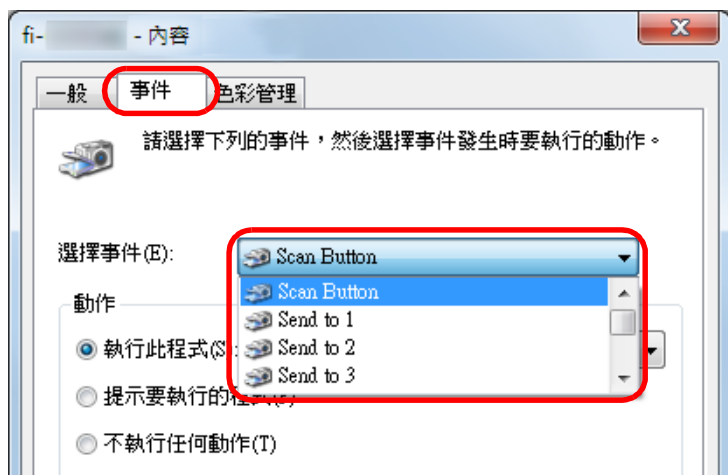 fi- - 內容
一般 事件 色彩管理
請選擇下列的事件，然後選擇事件發生時要執行的動作。
選擇事件(E): Scan Button
Scan Button
動作
Send to 1
執行此程式(S): Send to 2
Send to 3
提示要執行的
不執行任何動作(T)